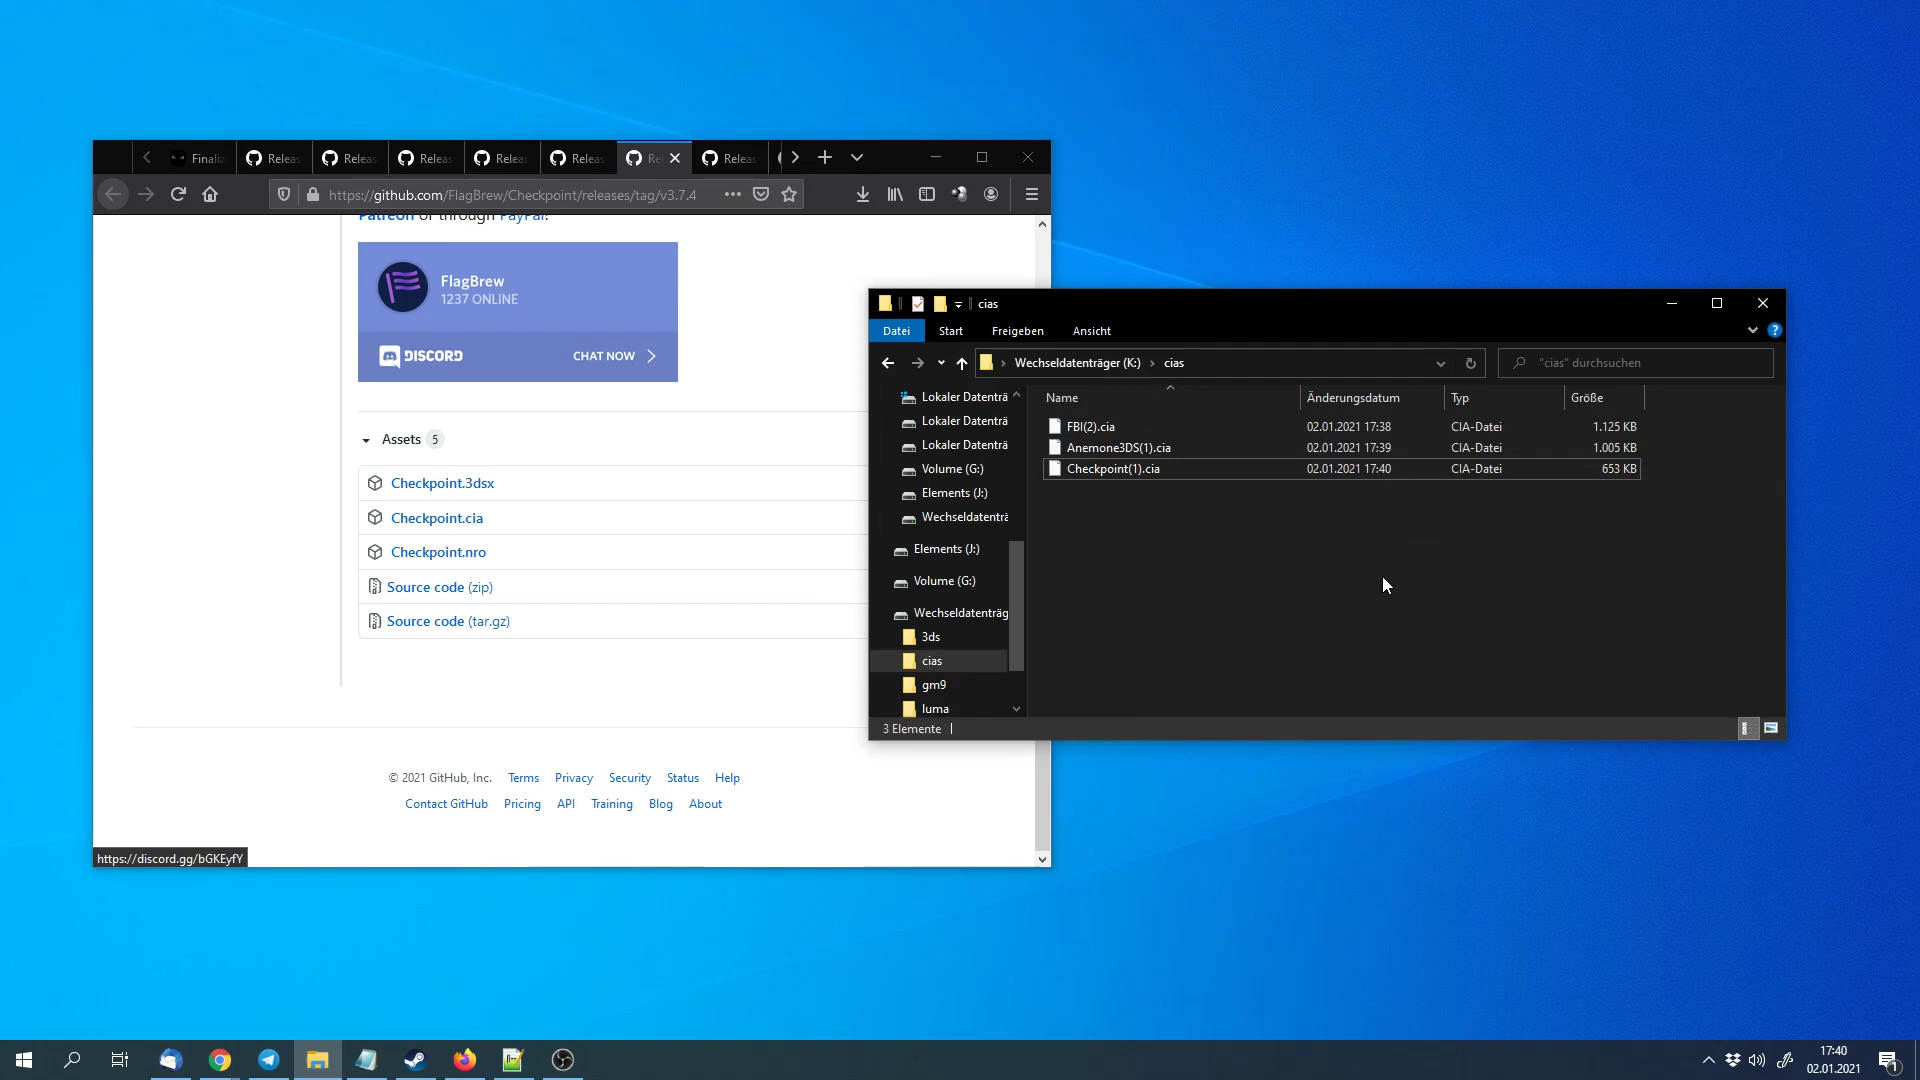 Finaliz
Releas
Releas
Releas
Releas
Releas
Rel
Releas
https://github.com/FlagBrew/Checkpoint/releases/tag/v3.7.4
Patreon or through PayPal!
FlagBrew
1237 ONLINE
DISCORD
CHAT NOW
Assets 5
Checkpoint.3dsx
Checkpoint.cia
Checkpoint.nro
Source code (zip)
Source code (tar.gz)
© 2021 GitHub, Inc. Terms Privacy Security Status Help
Contact GitHub Pricing API Training Blog About
https://discord.gg/bGKEyfY
cias
Datei Start Freigeben Ansicht
Wechseldatenträger (K:) › cias
"cias" durchsuchen
Lokaler Datenträ
Lokaler Datenträ
Lokaler Datenträ
Volume (G:)
Elements (J:)
Wechseldatenträ
Elements (J:)
Volume (G:)
Wechseldatenträg
3ds
cias
gm9
luma
Name Änderungsdatum Typ Größe
FBI(2).cia 02.01.2021 17:38 CIA-Datei 1.125 KB
Anemone3DS(1).cia 02.01.2021 17:39 CIA-Datei 1.005 KB
Checkpoint(1).cia 02.01.2021 17:40 CIA-Datei 653 KB
3 Elemente
17:40
02.01.2021
1